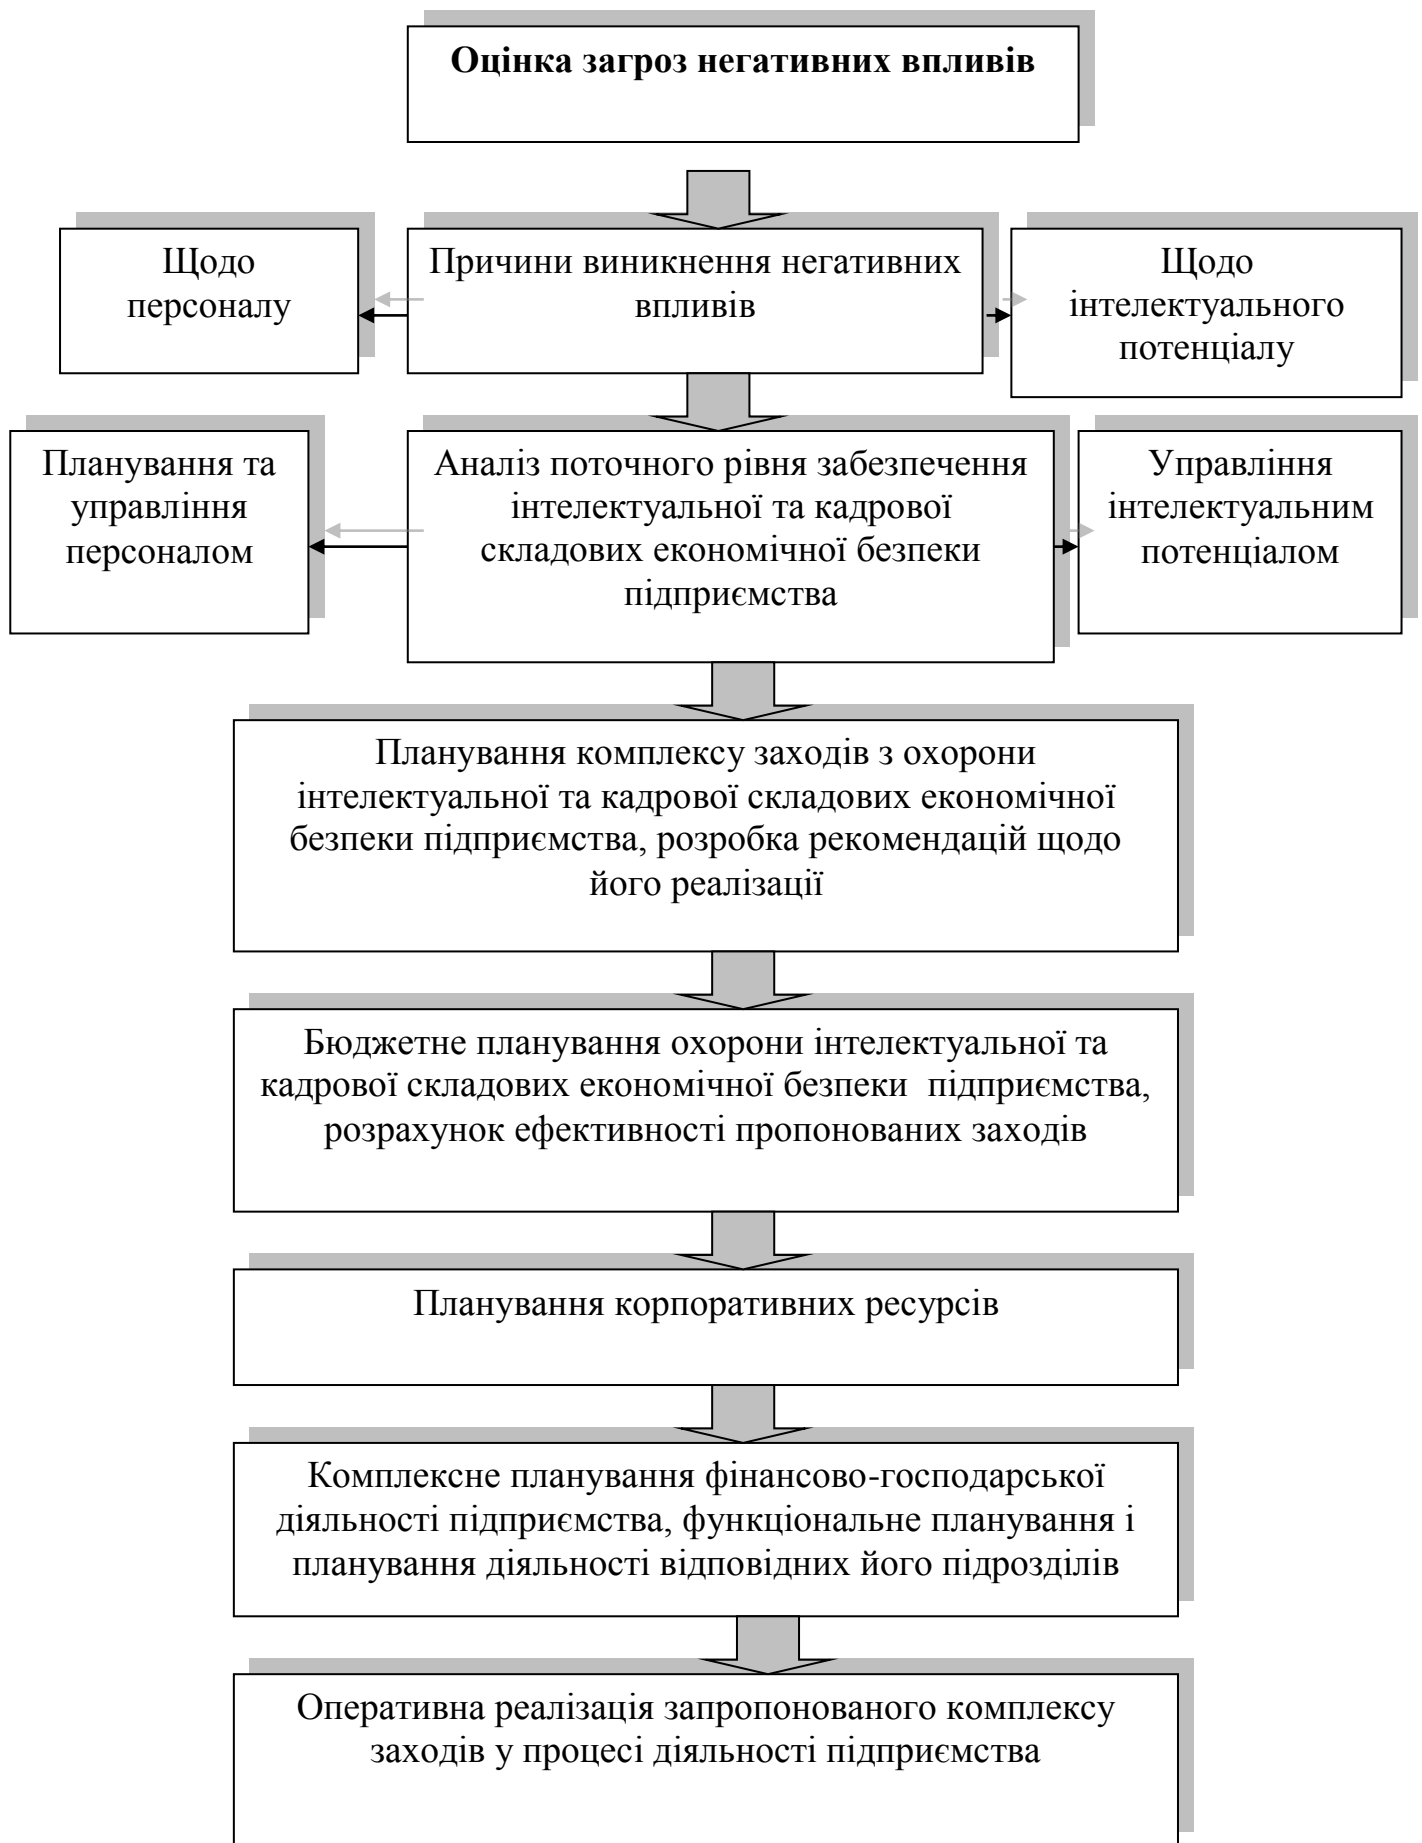 Оцінка загроз негативних впливів
Щодо
персоналу
Причини виникнення негативних
впливів
Щодо
інтелектуального
потенціалу
Планування та
управління
персоналом
Аналіз поточного рівня забезпечення
інтелектуальної та кадрової
складових економічної безпеки
підприємства
Управління
інтелектуальним
потенціалом
Планування комплексу заходів з охорони
інтелектуальної та кадрової складових економічної
безпеки підприємства, розробка рекомендацій щодо
його реалізації
Бюджетне планування охорони інтелектуальної та
кадрової складових економічної безпеки  підприємства,
розрахунок ефективності пропонованих заходів
Планування корпоративних ресурсів
Комплексне планування фінансово-господарської
діяльності підприємства, функціональне планування і
планування діяльності відповідних його підрозділів
Оперативна реалізація запропонованого комплексу
заходів у процесі діяльності підприємства